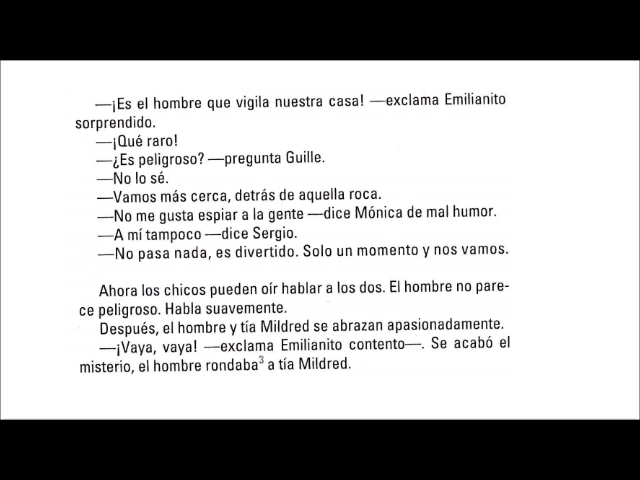 —¡Es el hombre que vigila nuestra casa! —exclama Emilianito
sorprendido.
—¡Qué raro!
—¿Es peligroso? —pregunta Guille.
—No lo sé.
—Vamos más cerca, detrás de aquella roca.
—No me gusta espiar a la gente —dice Mónica de mal humor.
—A mí tampoco —dice Sergio.
—No pasa nada, es divertido. Solo un momento y nos vamos.
Ahora los chicos pueden oír hablar a los dos. El hombre no pare-
ce peligroso. Habla suavemente.
Después, el hombre y tía Mildred se abrazan apasionadamente.
—¡Vaya, vaya! —exclama Emilianito contento—. Se acabó el
misterio, el hombre rondaba³ a tía Mildred.